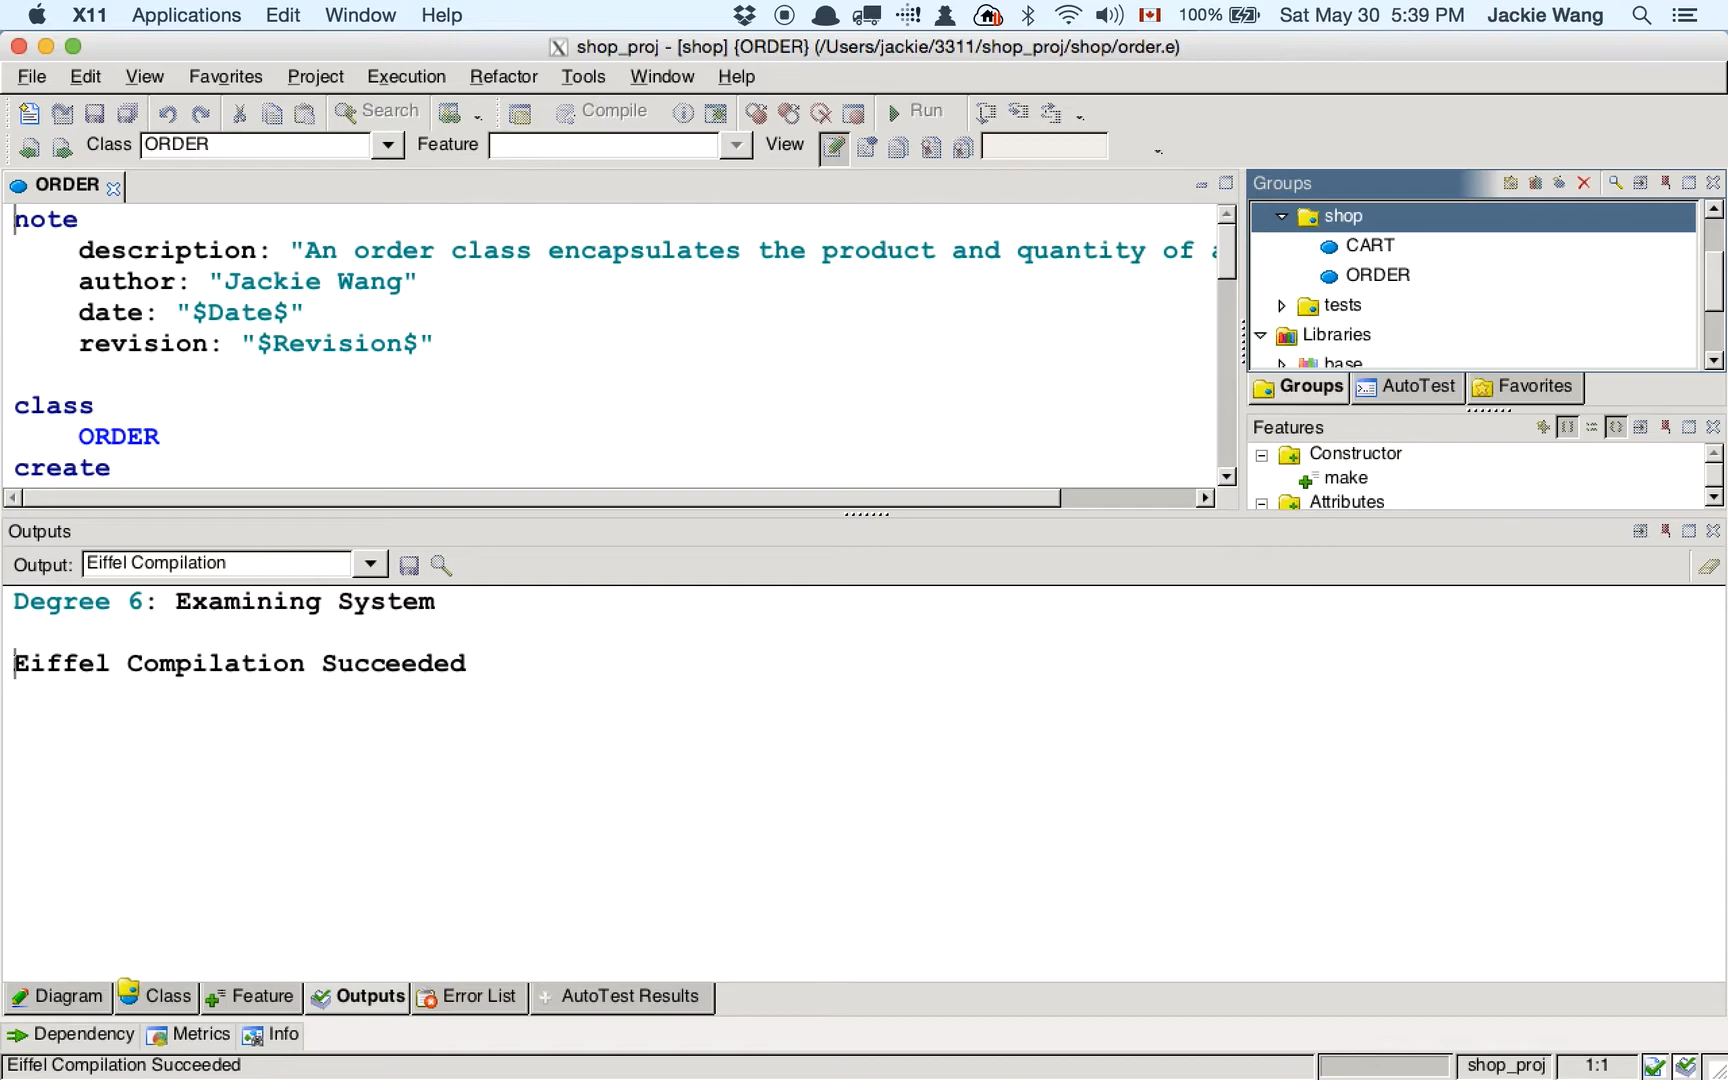 X11 Applications Edit Window Help 100% Sat May 30 5:39 PM Jackie Wang
shop_proj - [shop] {ORDER} (/Users/jackie/3311/shop_proj/shop/order.e)
File Edit View Favorites Project Execution Refactor Tools Window Help
Search Compile Run
Class ORDER Feature View
ORDER
Groups
note
description: "An order class encapsulates the product and quantity of
author: "Jackie Wang"
date: "$Date$"
revision: "$Revision$"
class
ORDER
create
shop
CART
ORDER
tests
Libraries
base
Groups AutoTest Favorites
Features
Constructor
make
Attributes
Outputs
Output: Eiffel Compilation
Degree 6: Examining System
Eiffel Compilation Succeeded
Diagram Class Feature Outputs Error List AutoTest Results
Dependency Metrics Info
Eiffel Compilation Succeeded shop_proj 1:1